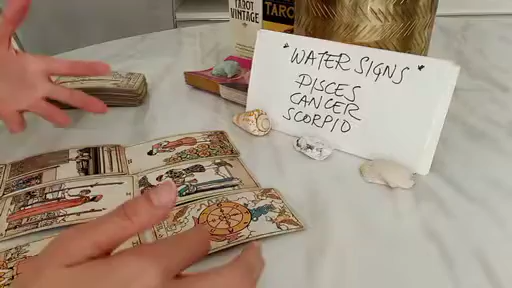 TAROT
VINTAGE
TARO
"WATER SIGNS"
PISCES
CANCER
SCORPIO